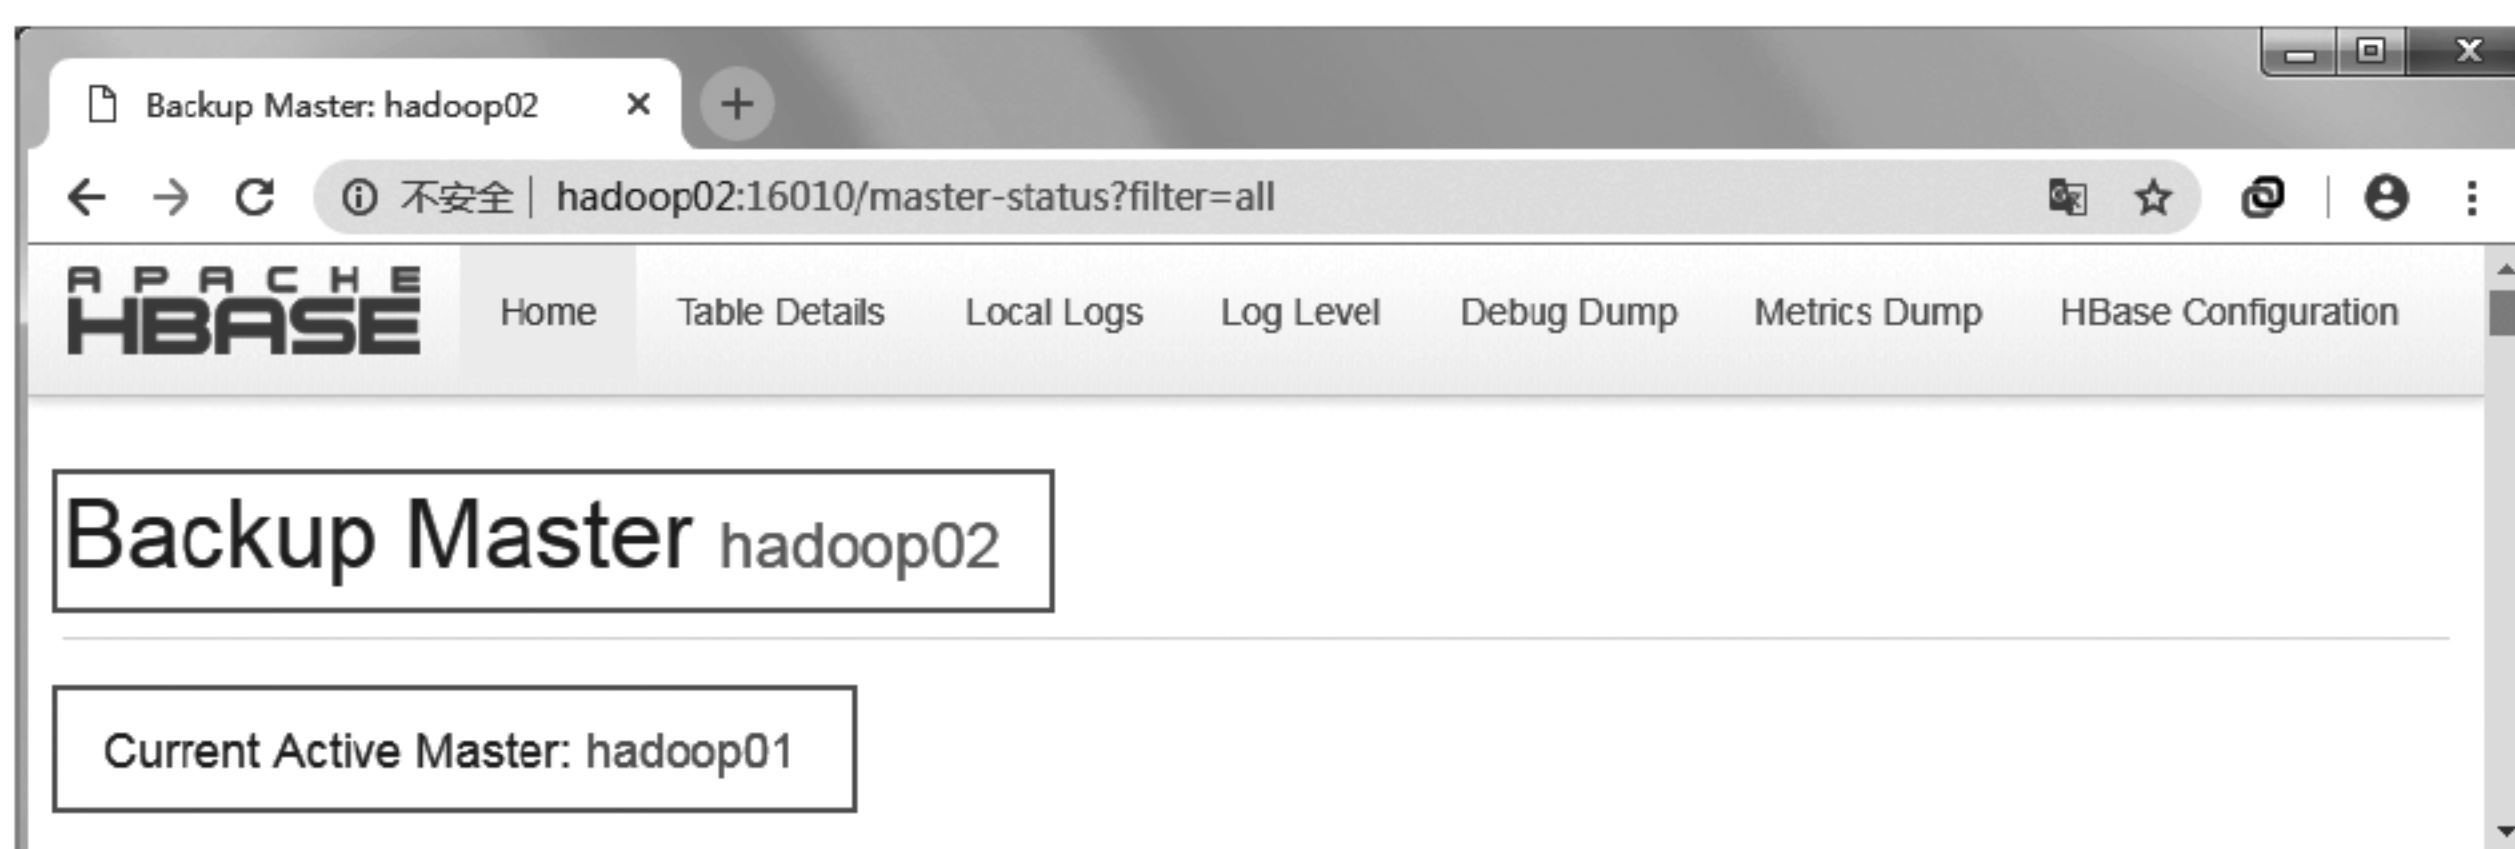 Backup Master: hadoop02
不安全 | hadoop02:16010/master-status?filter=all
APACHE
HBASE
Home Table Details Local Logs Log Level Debug Dump Metrics Dump HBase Configuration
Backup Master hadoop02
Current Active Master: hadoop01